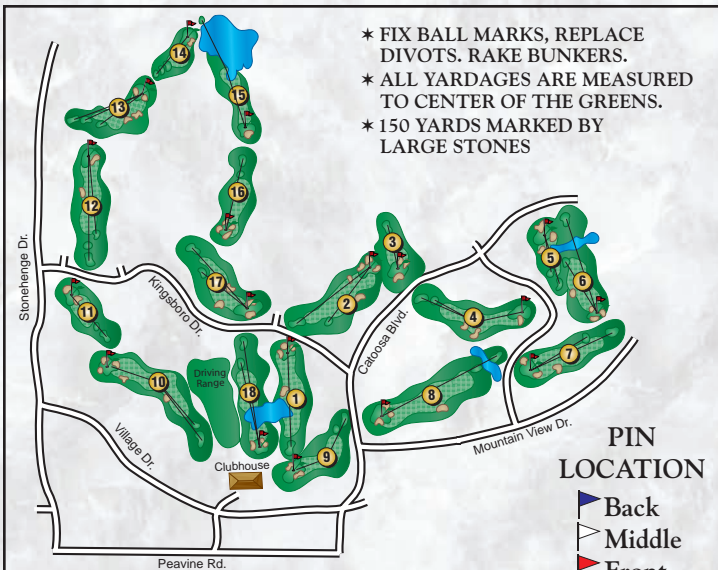 ✶ FIX BALL MARKS, REPLACE
DIVOTS. RAKE BUNKERS.
✶ ALL YARDAGES ARE MEASURED
TO CENTER OF THE GREENS.
✶ 150 YARDS MARKED BY
LARGE STONES
14
13
15
12
16
3
5
17
2
6
11
4
7
10
18
1
8
9
Stonehenge Dr.
Kingsboro Dr.
Catoosa Blvd.
Driving
Range
Village Dr.
Clubhouse
Mountain View Dr.
Peavine Rd.
PIN
LOCATION
Back
Middle
Front